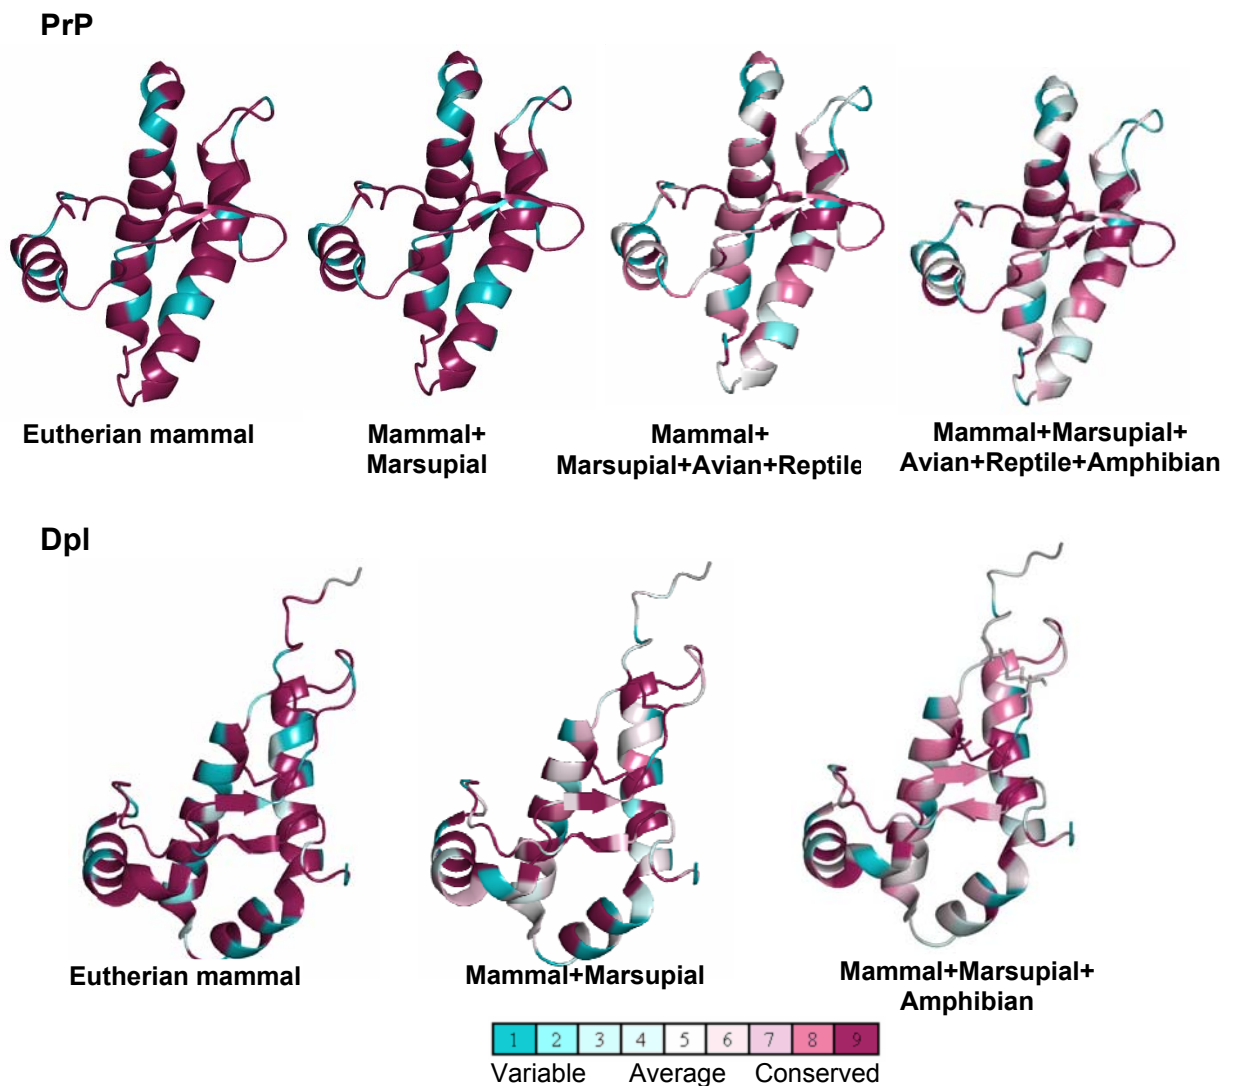 PrP
Eutherian mammal
Mammal+
Marsupial
Mammal+
Marsupial+Avian+Reptile
Mammal+Marsupial+
Avian+Reptile+Amphibian
Dpl
Eutherian mammal
Mammal+Marsupial
Mammal+Marsupial+
Amphibian
1 2 3 4 5 6 7 8 9
Variable Average Conserved